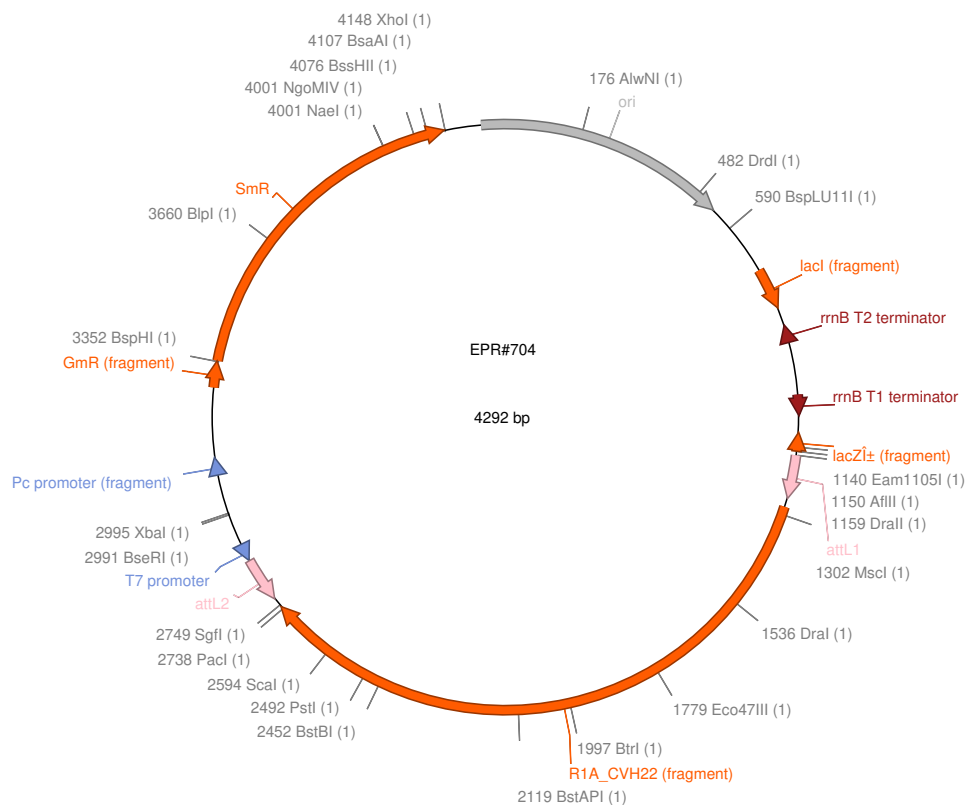 4148 XhoI (1)
4107 BsaAI (1)
4076 BssHII (1)
4001 NgoMIV (1)
4001 NaeI (1)
176 AlwNI (1)
ori
482 DrdI (1)
590 BspLU11I (1)
SmR
3660 BlpI (1)
lacI (fragment)
rrnB T2 terminator
3352 BspHI (1)
GmR (fragment)
EPR#704
4292 bp
rrnB T1 terminator
lacZÎ± (fragment)
1140 Eam1105I (1)
1150 AflII (1)
1159 DraII (1)
attL1
1302 MscI (1)
Pc promoter (fragment)
2995 XbaI (1)
2991 BseRI (1)
T7 promoter
attL2
2749 SgfI (1)
2738 PacI (1)
2594 ScaI (1)
2492 PstI (1)
2452 BstBI (1)
1536 DraI (1)
1779 Eco47III (1)
1997 BtrI (1)
R1A_CVH22 (fragment)
2119 BstAPI (1)